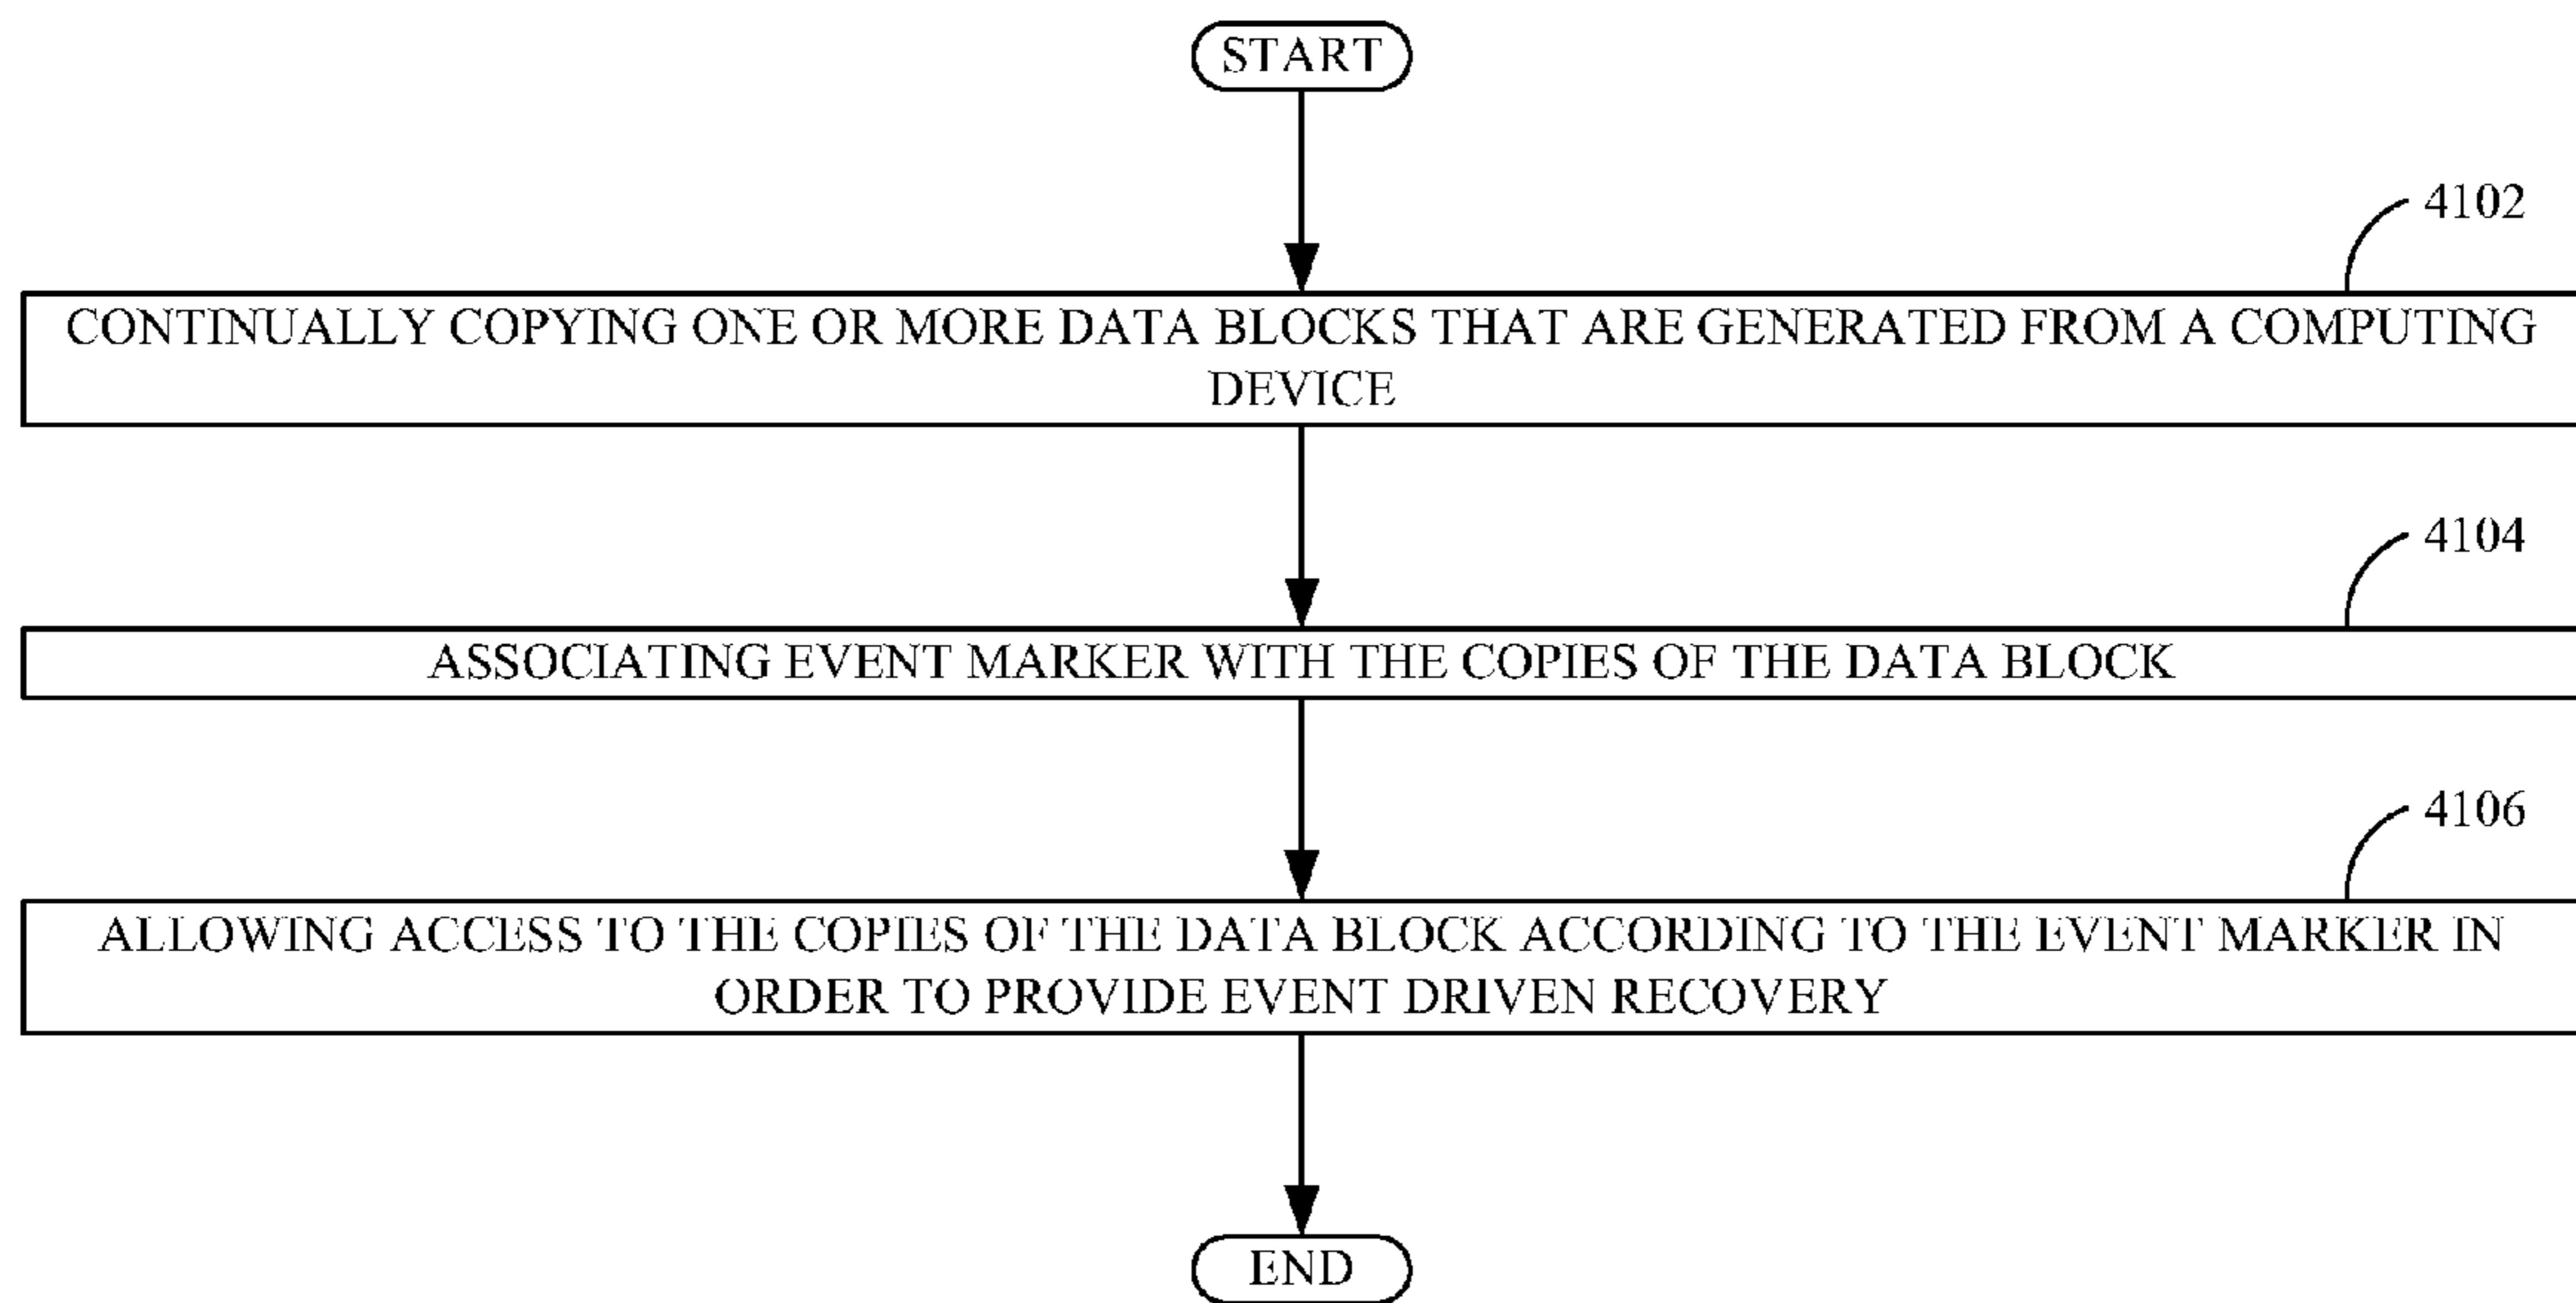 START
4102
CONTINUALLY COPYING ONE OR MORE DATA BLOCKS THAT ARE GENERATED FROM A COMPUTING
DEVICE
4104
ASSOCIATING EVENT MARKER WITH THE COPIES OF THE DATA BLOCK
4106
ALLOWING ACCESS TO THE COPIES OF THE DATA BLOCK ACCORDING TO THE EVENT MARKER IN
ORDER TO PROVIDE EVENT DRIVEN RECOVERY
END